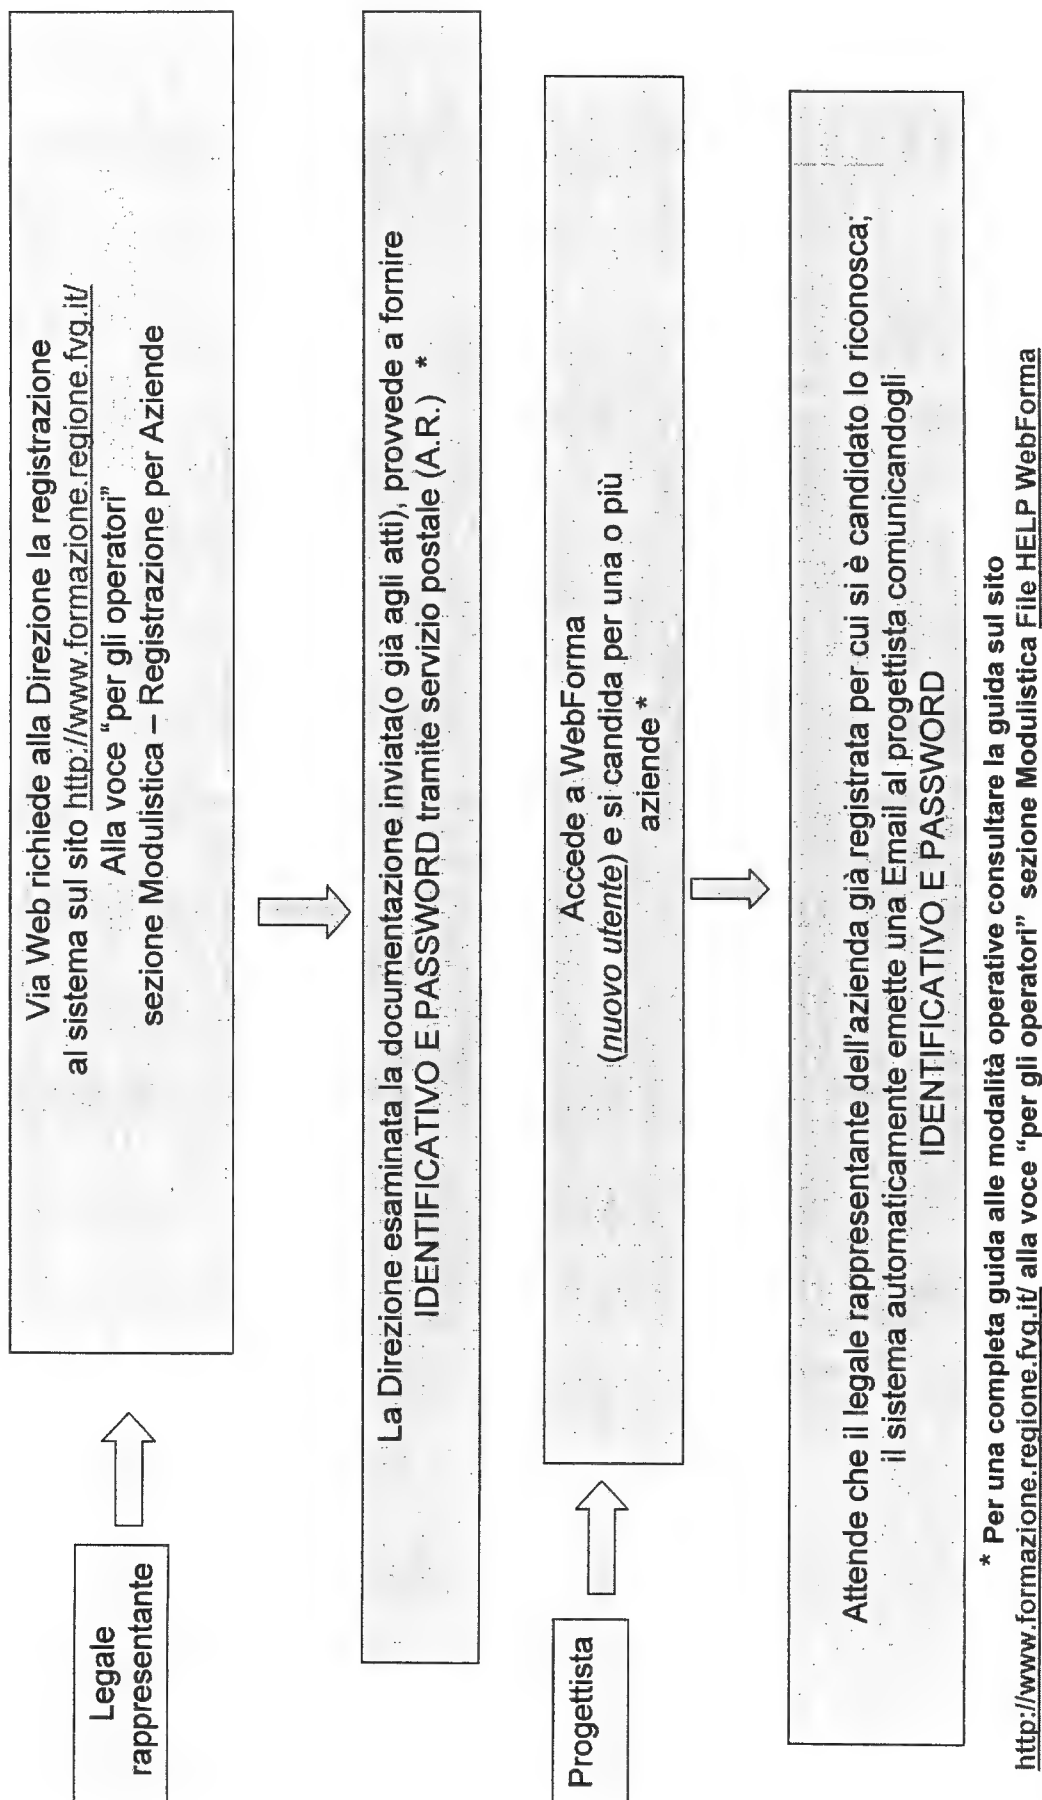 Legale
rappresentante
Via Web richiede alla Direzione la registrazione
al sistema sul sito http://www.formazione.regione.fvg.it/
Alla voce “per gli operatori”
sezione Modulistica – Registrazione per Aziende
La Direzione esaminata la documentazione inviata(o già agli atti), provvede a fornire
IDENTIFICATIVO E PASSWORD tramite servizio postale (A.R.) *
Progettista
Accede a WebForma
(nuovo utente) e si candida per una o più
aziende *
Attende che il legale rappresentante dell’azienda già registrata per cui si è candidato lo riconosca;
il sistema automaticamente emette una Email al progettista comunicandogli
IDENTIFICATIVO E PASSWORD
* Per una completa guida alle modalità operative consultare la guida sul sito
http://www.formazione.regione.fvg.it/ alla voce “per gli operatori” sezione Modulistica File HELP WebForma